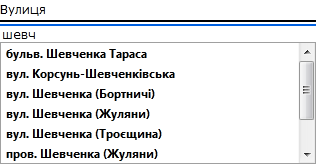 Вулиця
шевч
бульв. Шевченка Тараса
вул. Корсунь-Шевченківська
вул. Шевченка (Бортничі)
вул. Шевченка (Жуляни)
вул. Шевченка (Троєщина)
пров. Шевченка (Жуляни)